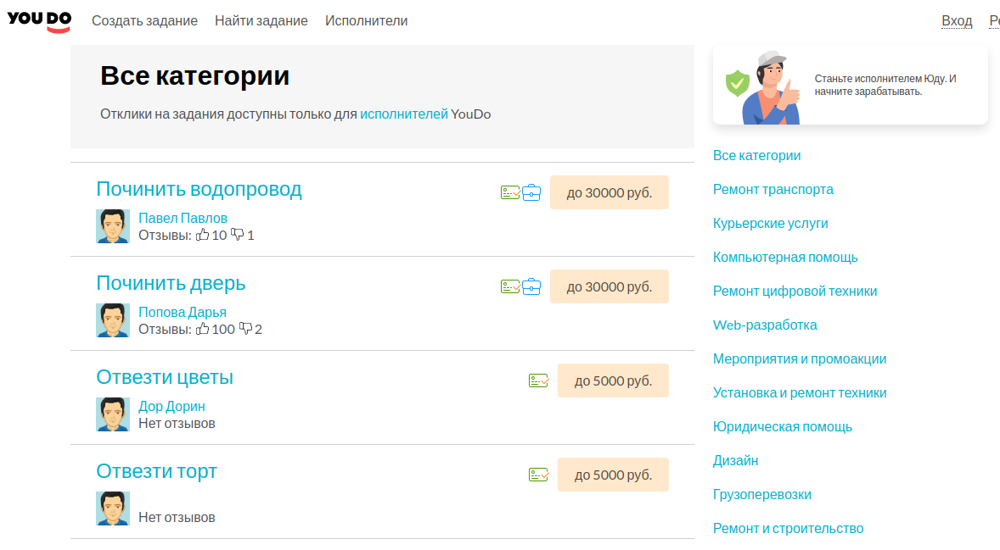 YOU DO
Создать задание
Найти задание
Исполнители
Вход
Все категории
Отклики на задания доступны только для исполнителей YouDo
Починить водопровод
до 30000 руб.
Павел Павлов
Отзывы: 10 1
Починить дверь
до 30000 руб.
Попова Дарья
Отзывы: 100 2
Отвезти цветы
до 5000 руб.
Дор Дорин
Нет отзывов
Отвезти торт
до 5000 руб.
Нет отзывов
Станьте исполнителем Юду. И
начните зарабатывать.
Все категории
Ремонт транспорта
Курьерские услуги
Компьютерная помощь
Ремонт цифровой техники
Web-разработка
Мероприятия и промоакции
Установка и ремонт техники
Юридическая помощь
Дизайн
Грузоперевозки
Ремонт и строительство